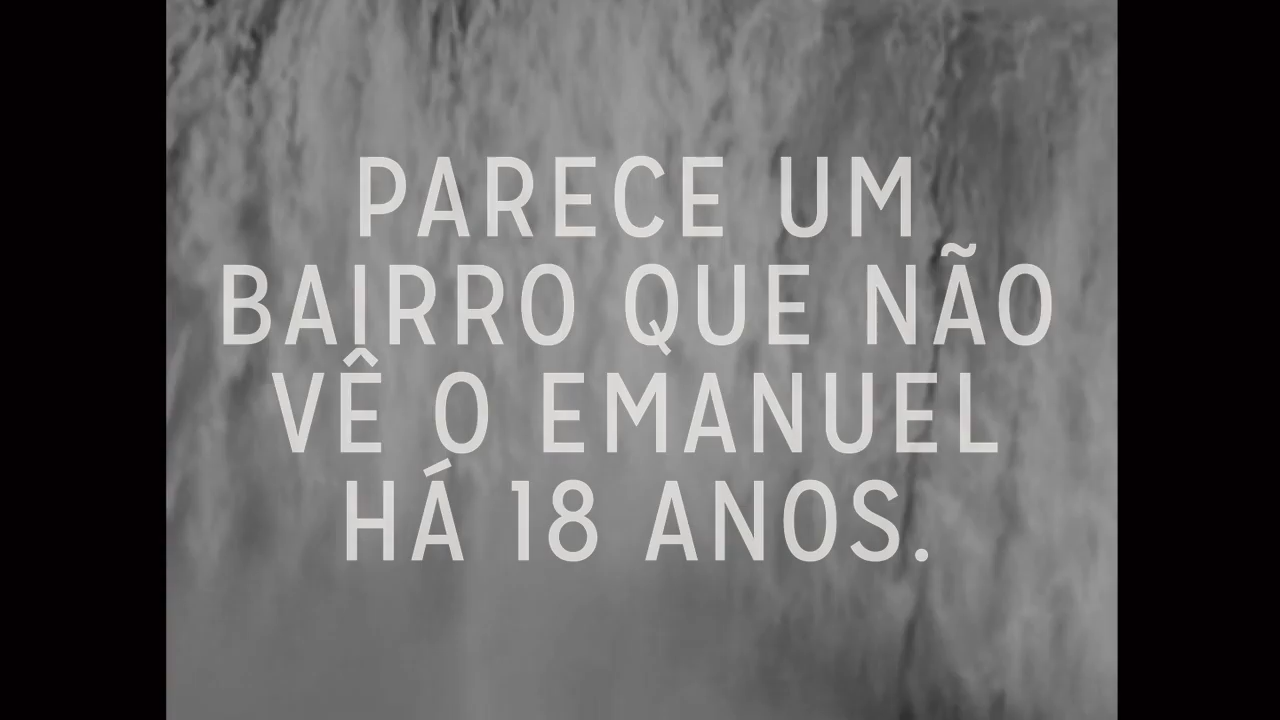 PARECE UM
BAIRRO QUE NÃO
VÊ O EMANUEL
HÁ 18 ANOS.